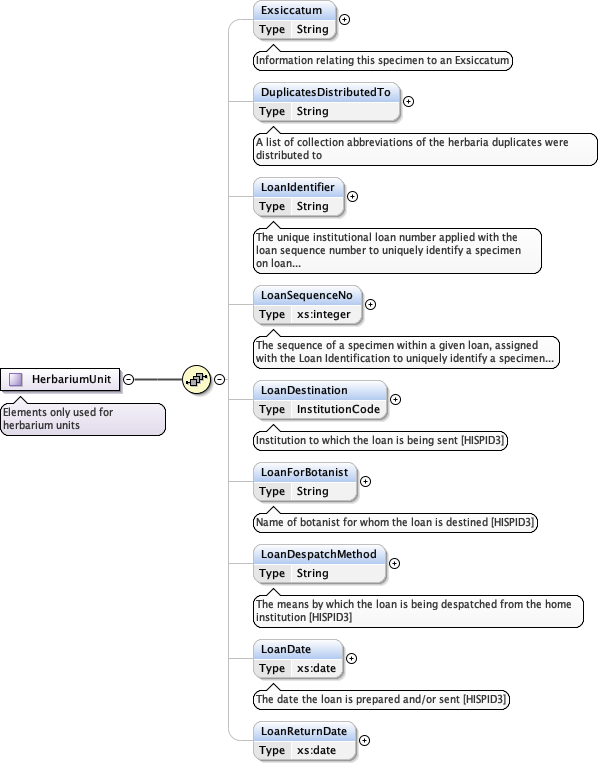 Exsiccatum
Type String
Information relating this specimen to an Exsiccatum
DuplicatesDistributedTo
Type String
A list of collection abbreviations of the herbaria duplicates were
distributed to
LoanIdentifier
Type String
The unique institutional loan number applied with the
loan sequence number to uniquely identify a specimen
on loan...
LoanSequenceNo
Type xs:integer
The sequence of a specimen within a given loan, assigned
with the Loan Identification to uniquely identify a specimen...
HerbariumUnit
Elements only used for
herbarium units
LoanDestination
Type InstitutionCode
Institution to which the loan is being sent [HISPID3]
LoanForBotanist
Type String
Name of botanist for whom the loan is destined [HISPID3]
LoanDespatchMethod
Type String
The means by which the loan is being despatched from the home
institution [HISPID3]
LoanDate
Type xs:date
The date the loan is prepared and/or sent [HISPID3]
LoanReturnDate
Type xs:date